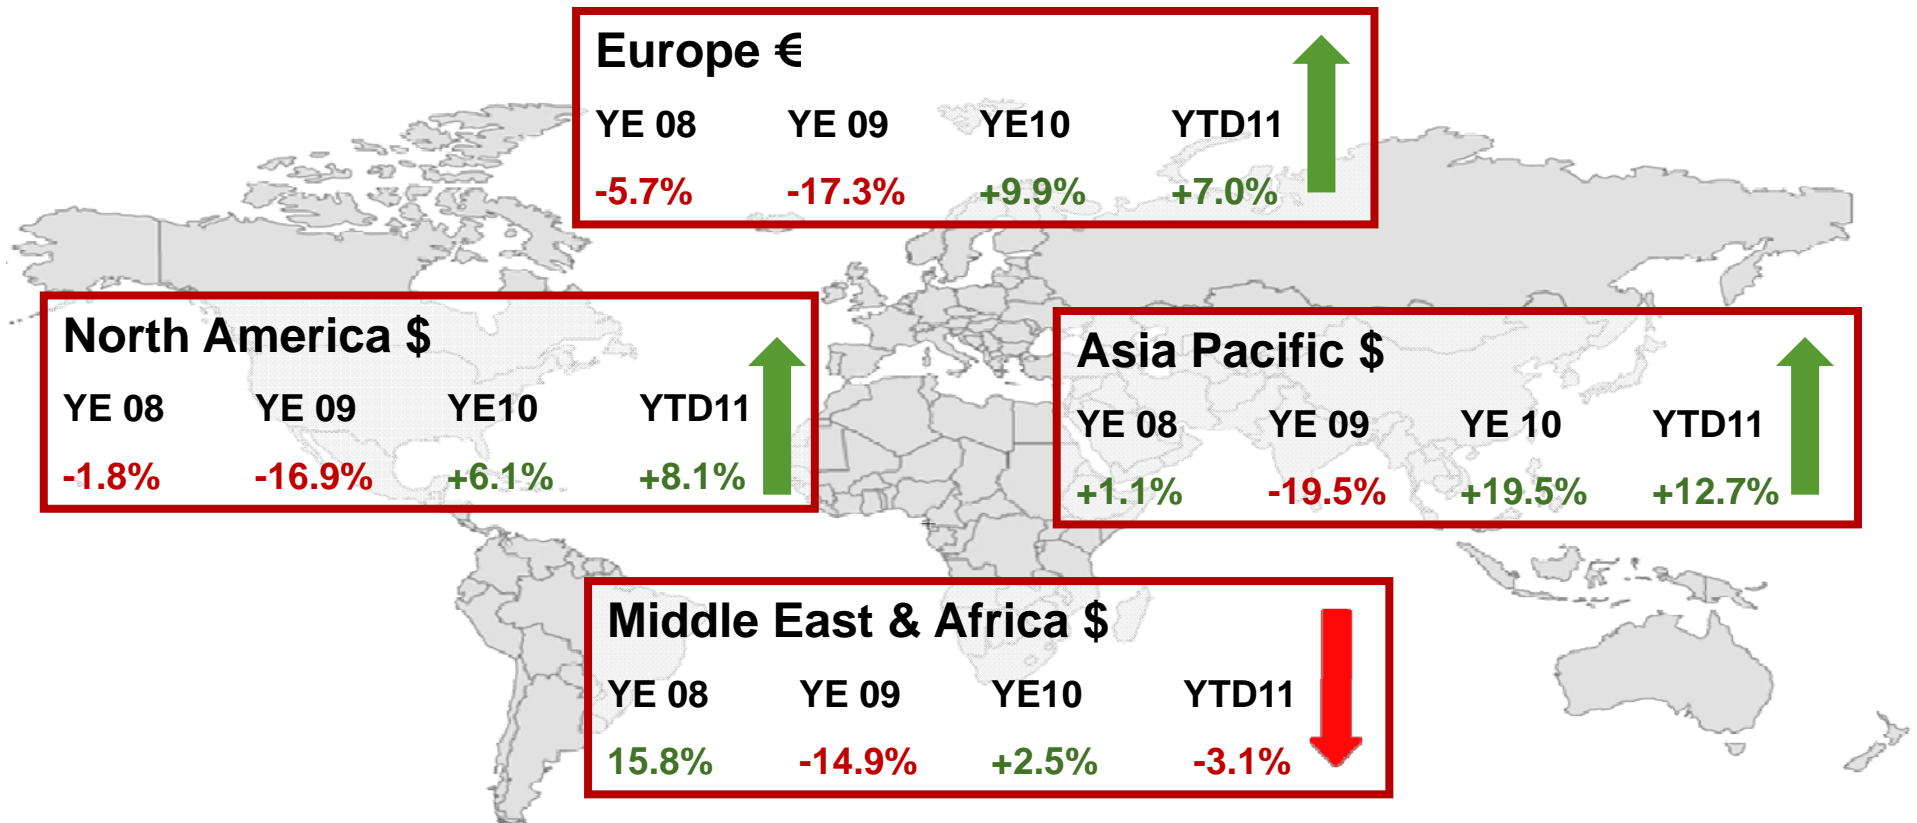 Europe €
YE 08 YE 09 YE10 YTD11
-5.7% -17.3% +9.9% +7.0%
North America $
YE 08 YE 09 YE10 YTD11
-1.8% -16.9% +6.1% +8.1%
Asia Pacific $
YE 08 YE 09 YE 10 YTD11
+1.1% -19.5% +19.5% +12.7%
Middle East & Africa $
YE 08 YE 09 YE10 YTD11
15.8% -14.9% +2.5% -3.1%